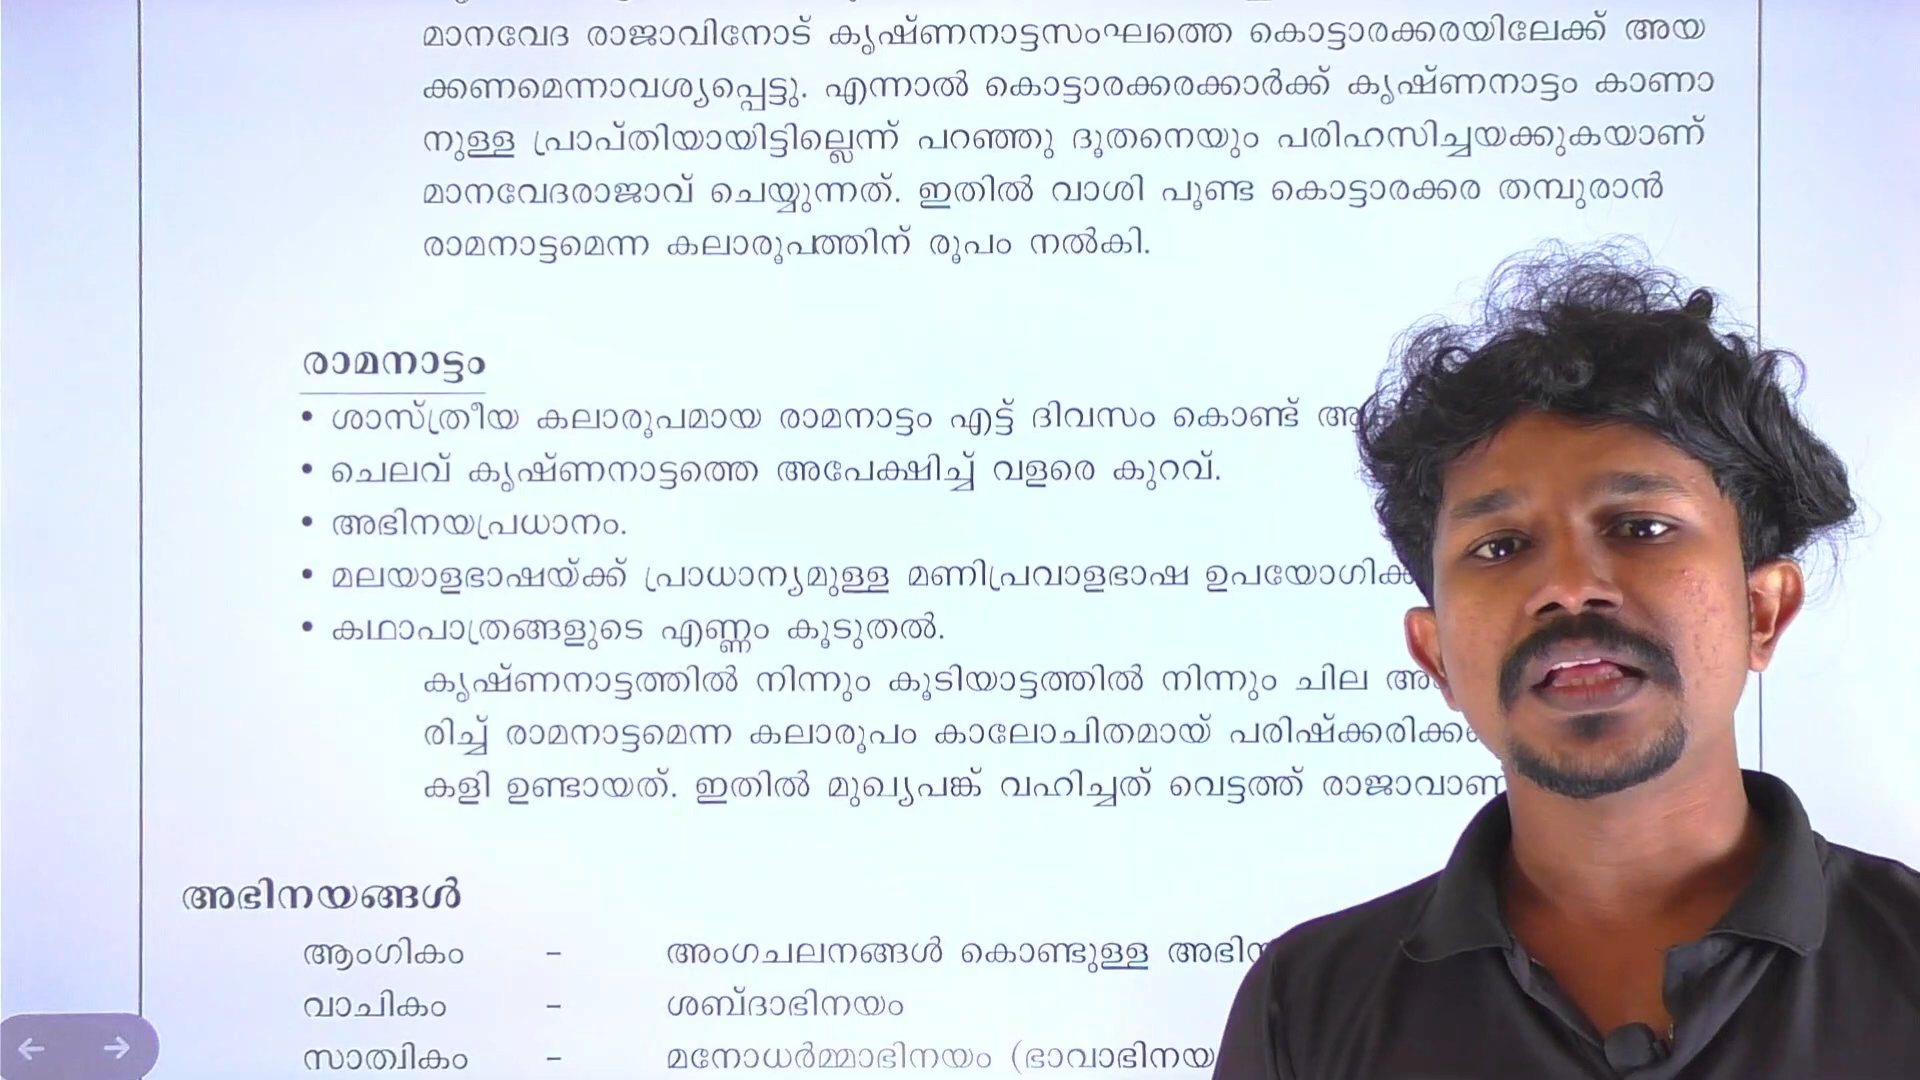 മാനവേദ രാജാവിനോട് കൃഷ്ണനാട്ടസംഘത്തെ കൊട്ടാരക്കരയിലേക്ക് അയ
ക്കണമെന്നാവശ്യപ്പെട്ടു. എന്നാൽ കൊട്ടാരക്കരക്കാർക്ക് കൃഷ്ണനാട്ടം കാണാ
നുള്ള പ്രാപ്തിയായിട്ടില്ലെന്ന് പറഞ്ഞു ദൂതനെയും പരിഹസിച്ചയക്കുകയാണ്
മാനവേദരാജാവ് ചെയ്യുന്നത്. ഇതിൽ വാശി പൂണ്ട കൊട്ടാരക്കര തമ്പുരാൻ
രാമനാട്ടമെന്ന കലാരൂപത്തിന് രൂപം നൽകി.
രാമനാട്ടം
• ശാസ്ത്രീയ കലാരൂപമായ രാമനാട്ടം എട്ട് ദിവസം കൊണ്ട്
• ചെലവ് കൃഷ്ണനാട്ടത്തെ അപേക്ഷിച്ച് വളരെ കുറവ്.
• അഭിനയപ്രധാനം.
• മലയാളഭാഷയ്ക്ക് പ്രാധാന്യമുള്ള മണിപ്രവാളഭാഷ
• കഥാപാത്രങ്ങളുടെ എണ്ണം കൂടുതൽ.
കൃഷ്ണനാട്ടത്തിൽ നിന്നും കൂടിയാട്ടത്തിൽ നിന്നും ചില
രിച്ച് രാമനാട്ടമെന്ന കലാരൂപം കാലോചിതമായ്
കളി ഉണ്ടായത്. ഇതിൽ മുഖ്യപങ്ക് വഹിച്ചത് വെട്ടത്ത്
അഭിനയങ്ങൾ
ആംഗികം – അംഗചലനങ്ങൾ കൊണ്ടുള്ള
വാചികം – ശബ്ദാഭിനയം
സാത്വികം – മനോധർമ്മാഭിനയം